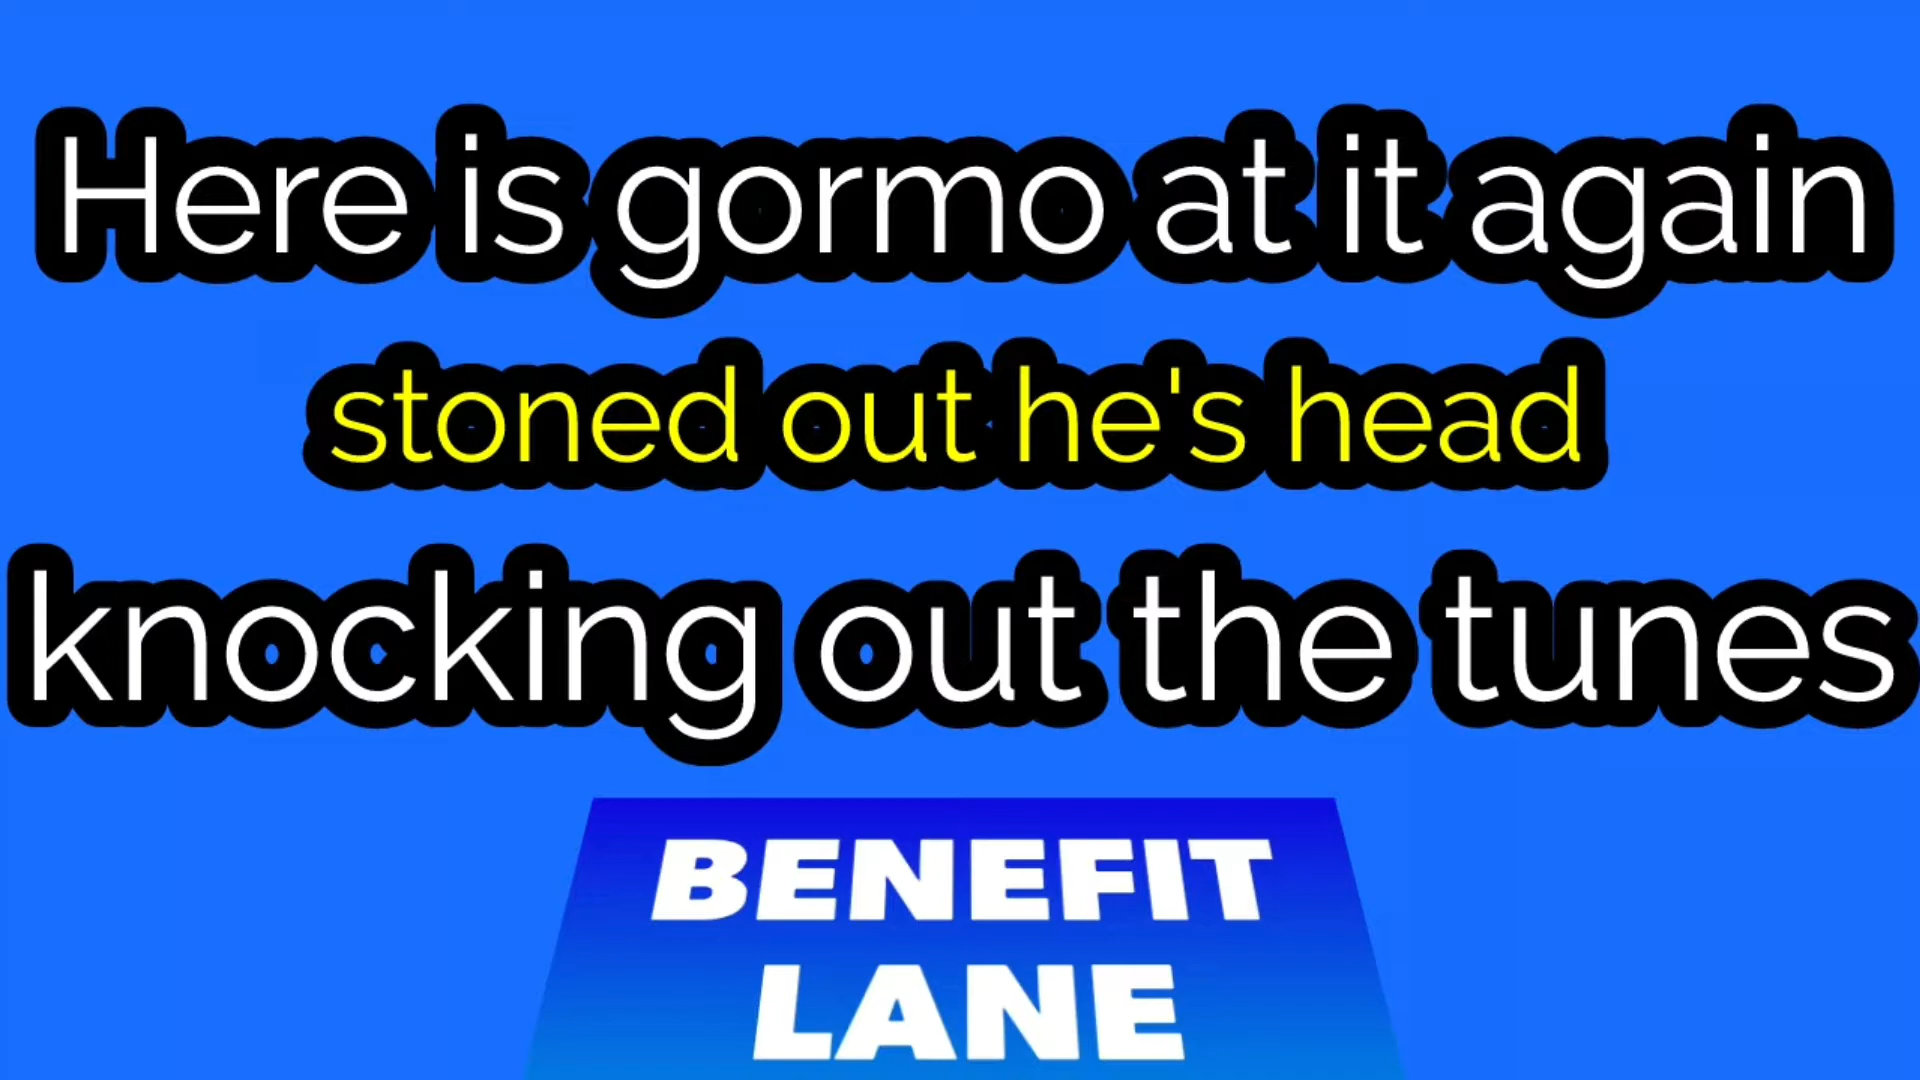 Here is gormo at it again
stoned out he's head
knocking out the tunes
BENEFIT
LANE